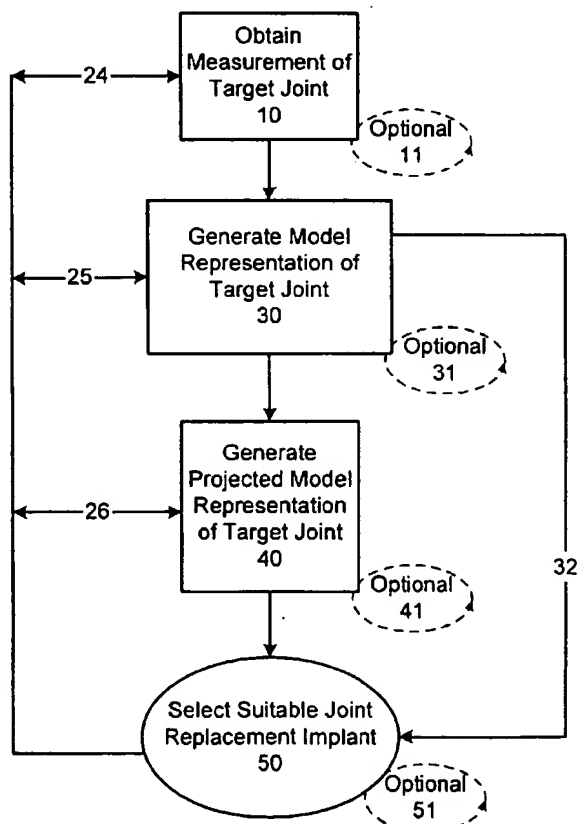 Obtain
Measurement of
Target Joint
10
24
Optional
11
Generate Model
Representation of
Target Joint
30
25
Optional
31
Generate
Projected Model
Representation
of Target Joint
40
26
32
Optional
41
Select Suitable Joint
Replacement Implant
50
Optional
51